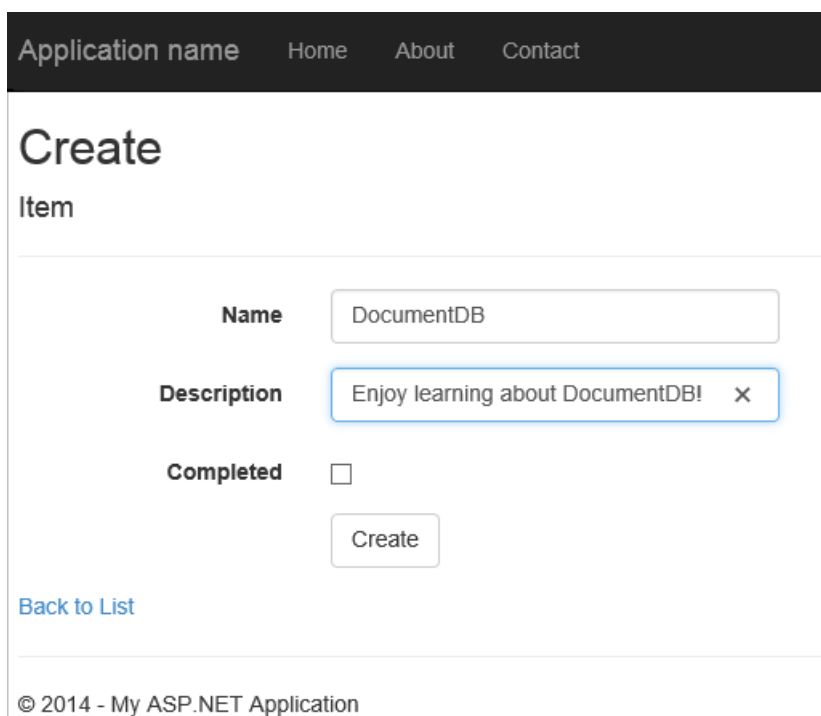 Application name Home About Contact
Create
Item
Name DocumentDB
Description Enjoy learning about DocumentDB! ×
Completed
Create
Back to List
© 2014 - My ASP.NET Application